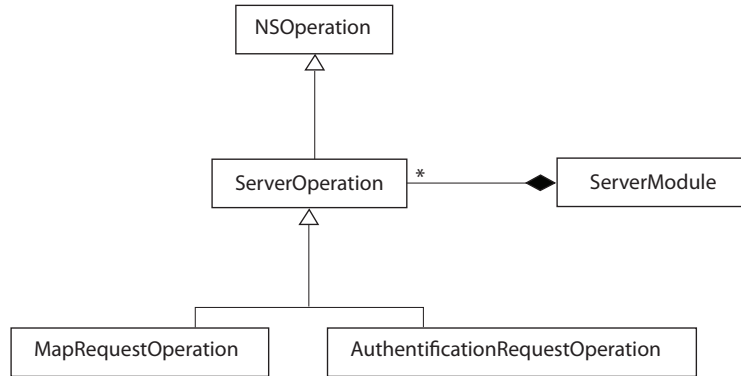 NSOperation
ServerOperation
*
ServerModule
MapRequestOperation
AuthentificationRequestOperation